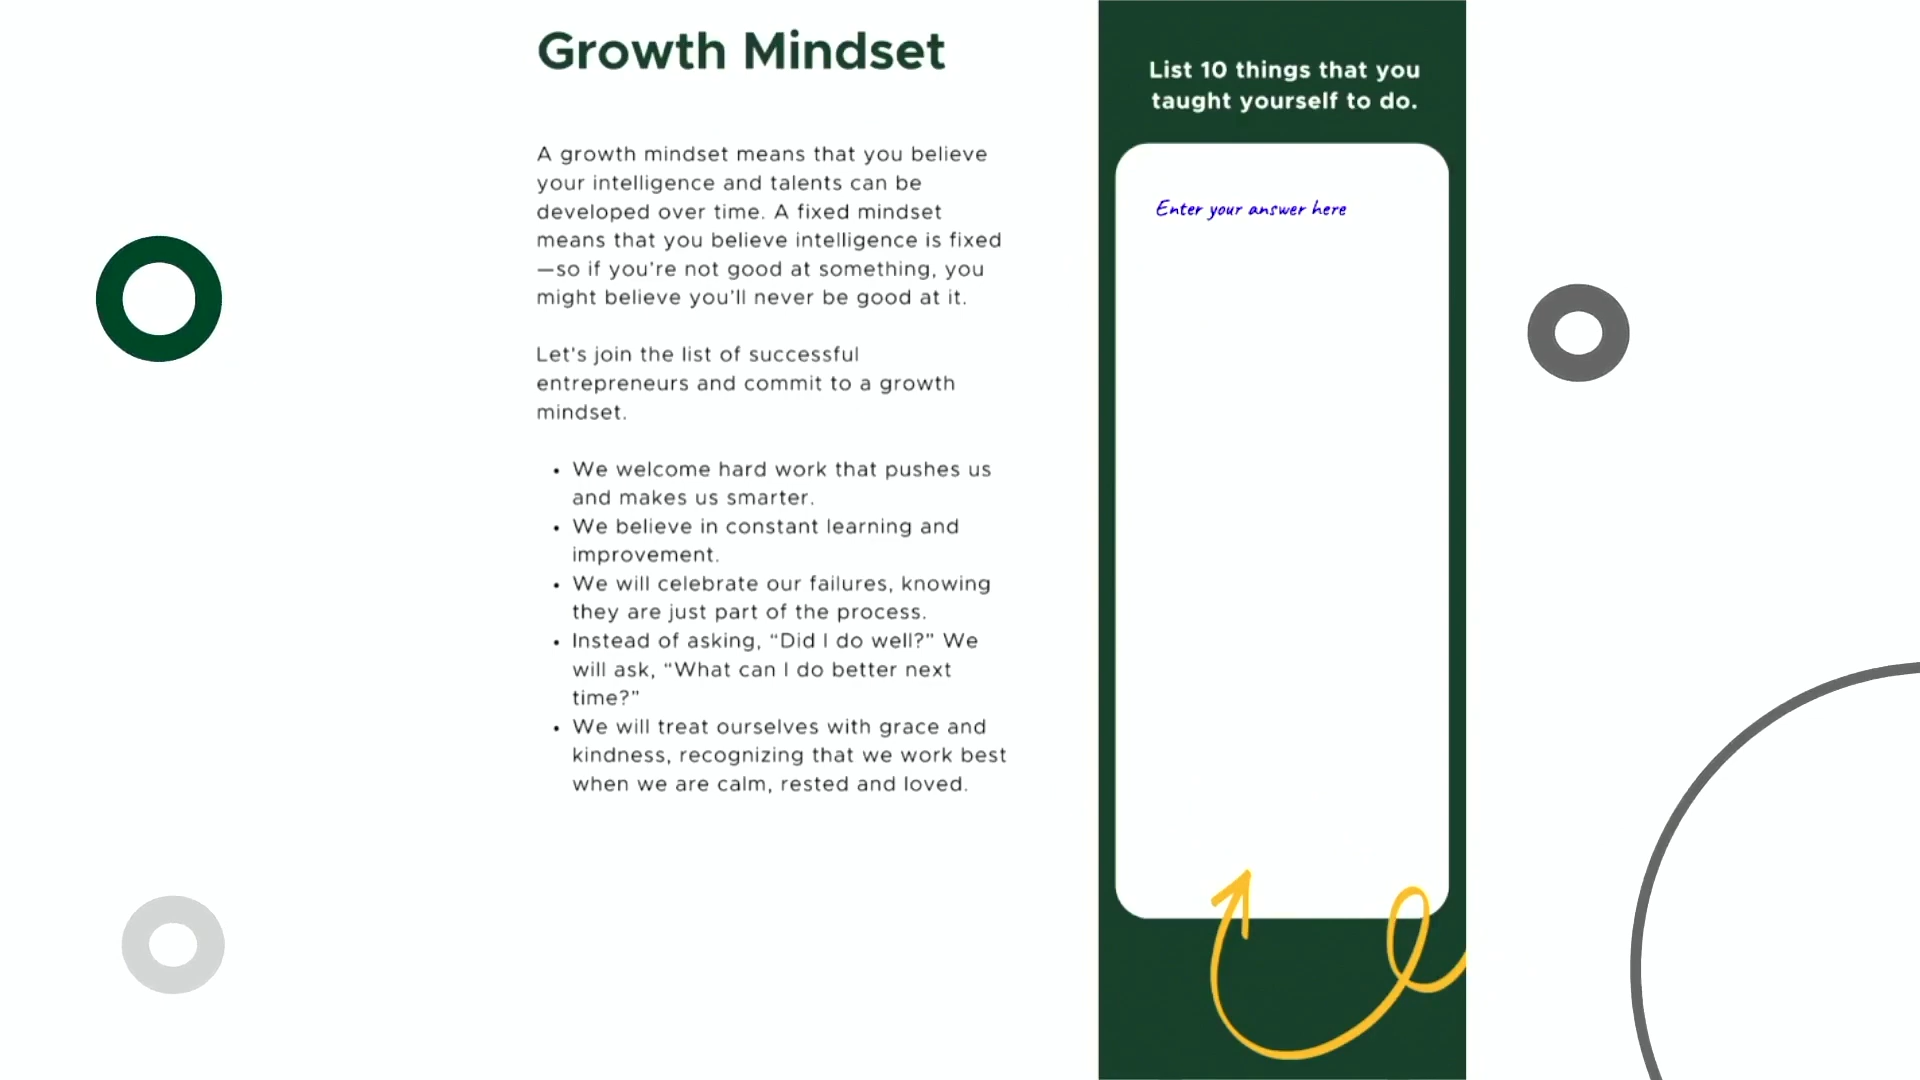 Growth Mindset
A growth mindset means that you believe
your intelligence and talents can be
developed over time. A fixed mindset
means that you believe intelligence is fixed
—so if you're not good at something, you
might believe you'll never be good at it.
Let's join the list of successful
entrepreneurs and commit to a growth
mindset.
• We welcome hard work that pushes us
and makes us smarter.
• We believe in constant learning and
improvement.
• We will celebrate our failures, knowing
they are just part of the process.
• Instead of asking, “Did I do well?” We
will ask, “What can I do better next
time?”
• We will treat ourselves with grace and
kindness, recognizing that we work best
when we are calm, rested and loved.
List 10 things that you
taught yourself to do.
Enter your answer here